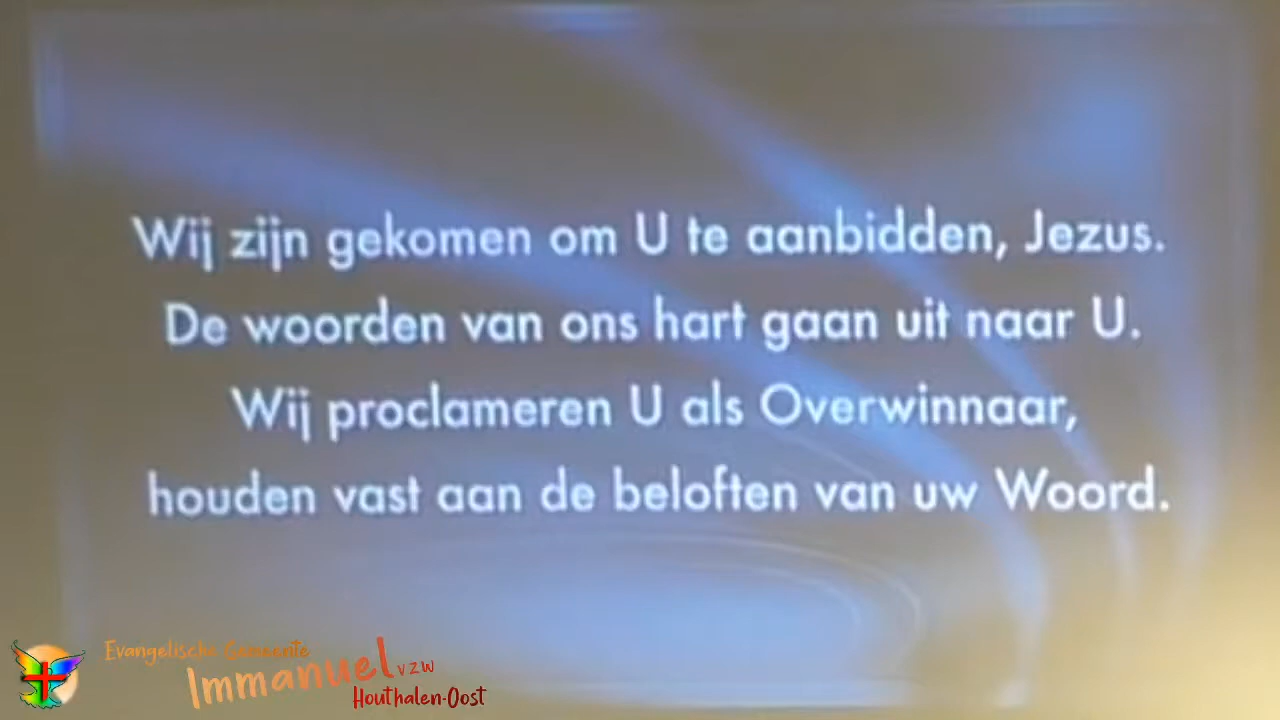 Wij zijn gekomen om U te aanbidden, Jezus.
De woorden van ons hart gaan uit naar U.
Wij proclameren U als Overwinnaar,
houden vast aan de beloften van uw Woord.
Evangelische Gemeente
Immanuel vzw
Houthalen-Oost